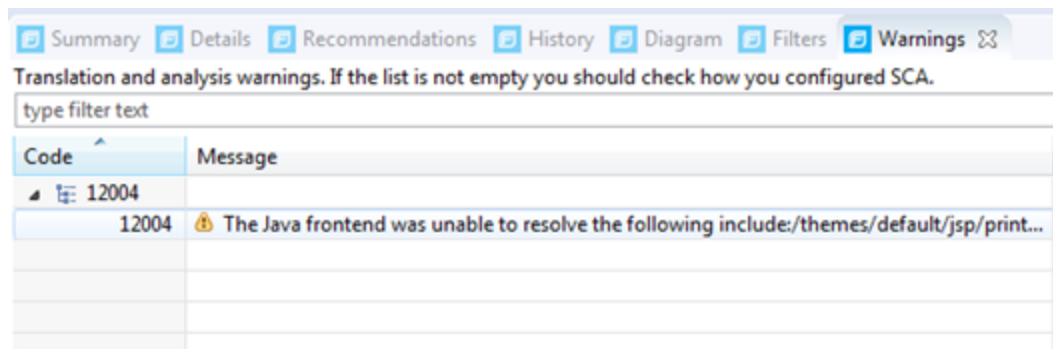 Summary Details Recommendations History Diagram Filters Warnings
Translation and analysis warnings. If the list is not empty you should check how you configured SCA.
type filter text
Code Message
12004
12004 The Java frontend was unable to resolve the following include:/themes/default/jsp/print...